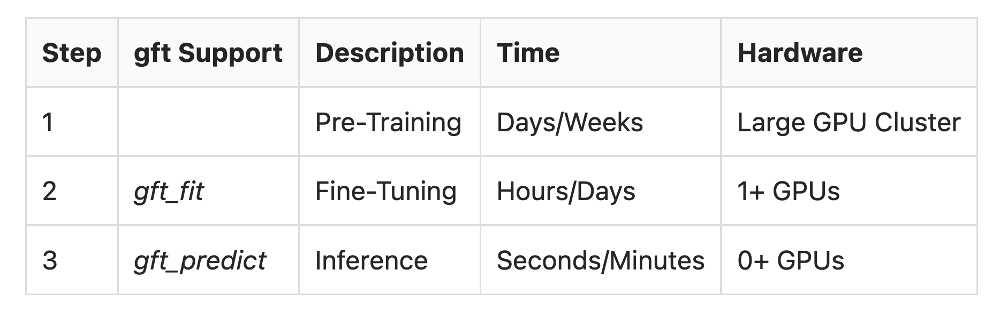 Step gft Support Description Time Hardware
1 Pre-Training Days/Weeks Large GPU Cluster
2 gft_fit Fine-Tuning Hours/Days 1+ GPUs
3 gft_predict Inference Seconds/Minutes 0+ GPUs